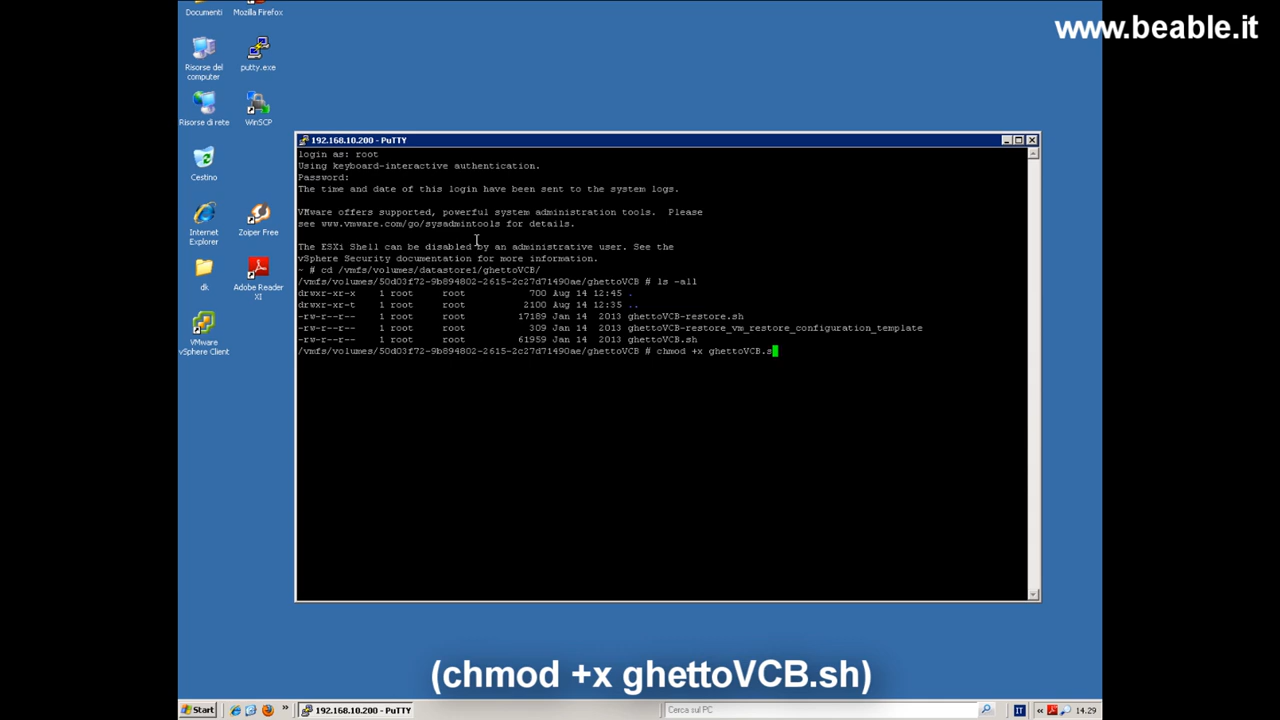 www.beable.it
Documenti
Mozilla Firefox
Risorse del
computer
putty.exe
Risorse di rete
WinSCP
Cestino
Internet
Explorer
Zoiper Free
dk
Adobe Reader
XI
VMware
vSphere Client
192.168.10.200 - PuTTY
login as: root
Using keyboard-interactive authentication.
Password:
The time and date of this login have been sent to the system logs.
VMware offers supported, powerful system administration tools.  Please
see www.vmware.com/go/sysadmintools for details.
The ESXi Shell can be disabled by an administrative user. See the
vSphere Security documentation for more information.
~ # cd /vmfs/volumes/datastore1/ghettoVCB/
/vmfs/volumes/50d03f72-9b894802-2615-2c27d71490ae/ghettoVCB # ls -all
drwxr-xr-x    1 root     root           700 Aug 14 12:45 .
drwxr-xr-t    1 root     root          2100 Aug 14 12:35 ..
-rw-r--r--    1 root     root         17189 Jan 14  2013 ghettoVCB-restore.sh
-rw-r--r--    1 root     root           309 Jan 14  2013 ghettoVCB-restore_vm_restore_configuration_template
-rw-r--r--    1 root     root         61959 Jan 14  2013 ghettoVCB.sh
/vmfs/volumes/50d03f72-9b894802-2615-2c27d71490ae/ghettoVCB # chmod +x ghettoVCB.s
(chmod +x ghettoVCB.sh)
Start
192.168.10.200 - PuTTY
Cerca sul PC
IT
14.29